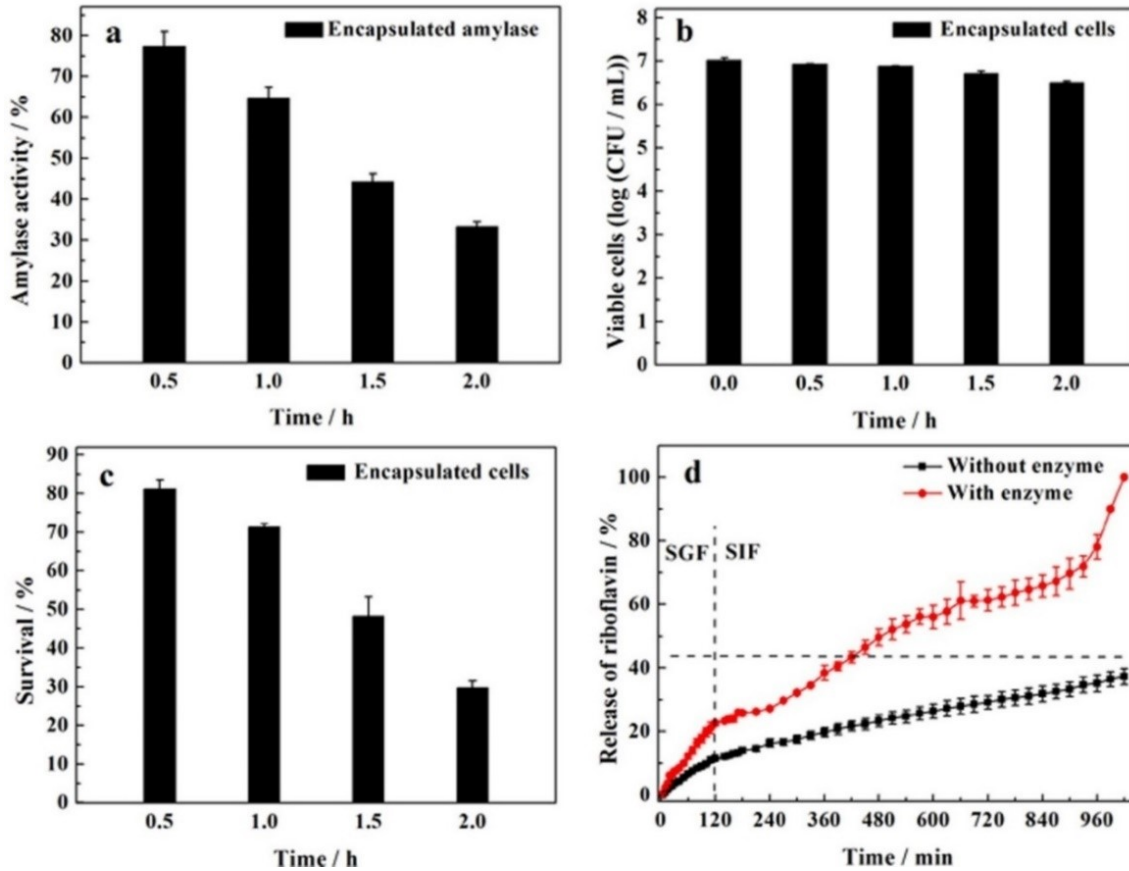 a
Encapsulated amylase
80
70
60
50
40
30
20
10
0
Amylase activity / %
0.5 1.0 1.5 2.0
Time / h
b
Encapsulated cells
8
7
6
5
4
3
2
1
0
Viable cells (log (CFU / mL))
0.0 0.5 1.0 1.5 2.0
Time / h
c
Encapsulated cells
90
80
70
60
50
40
30
20
10
0
Survival / %
0.5 1.0 1.5 2.0
Time / h
d
Without enzyme
With enzyme
SGF SIF
100
80
60
40
20
0
Release of riboflavin / %
0 120 240 360 480 600 720 840 960
Time / min